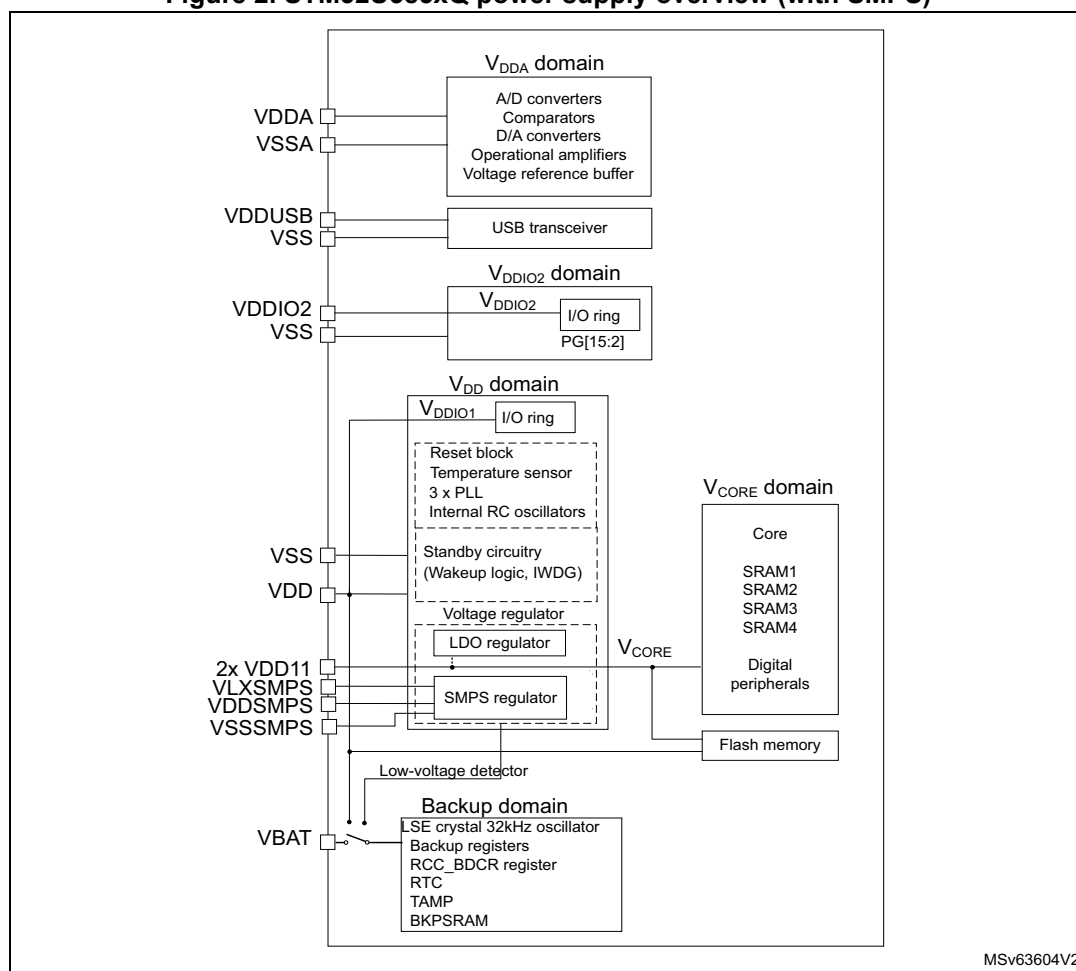 VDDA domain
A/D converters
Comparators
D/A converters
Operational amplifiers
Voltage reference buffer
VDDA
VSSA
VDDUSB
VSS
USB transceiver
VDDIO2 domain
VDDIO2
VSS
VDDIO2
I/O ring
PG[15:2]
VDD domain
VDDIO1
I/O ring
Reset block
Temperature sensor
3 x PLL
Internal RC oscillators
VSS
VDD
Standby circuitry
(Wakeup logic, IWDG)
Voltage regulator
LDO regulator
2x VDD11
VLXSMPS
VDDSMPS
VSSSMPS
SMPS regulator
VCORE
VCORE domain
Core
SRAM1
SRAM2
SRAM3
SRAM4
Digital
peripherals
Flash memory
Low-voltage detector
VBAT
Backup domain
LSE crystal 32kHz oscillator
Backup registers
RCC_BDCR register
RTC
TAMP
BKPSRAM
MSv63604V2